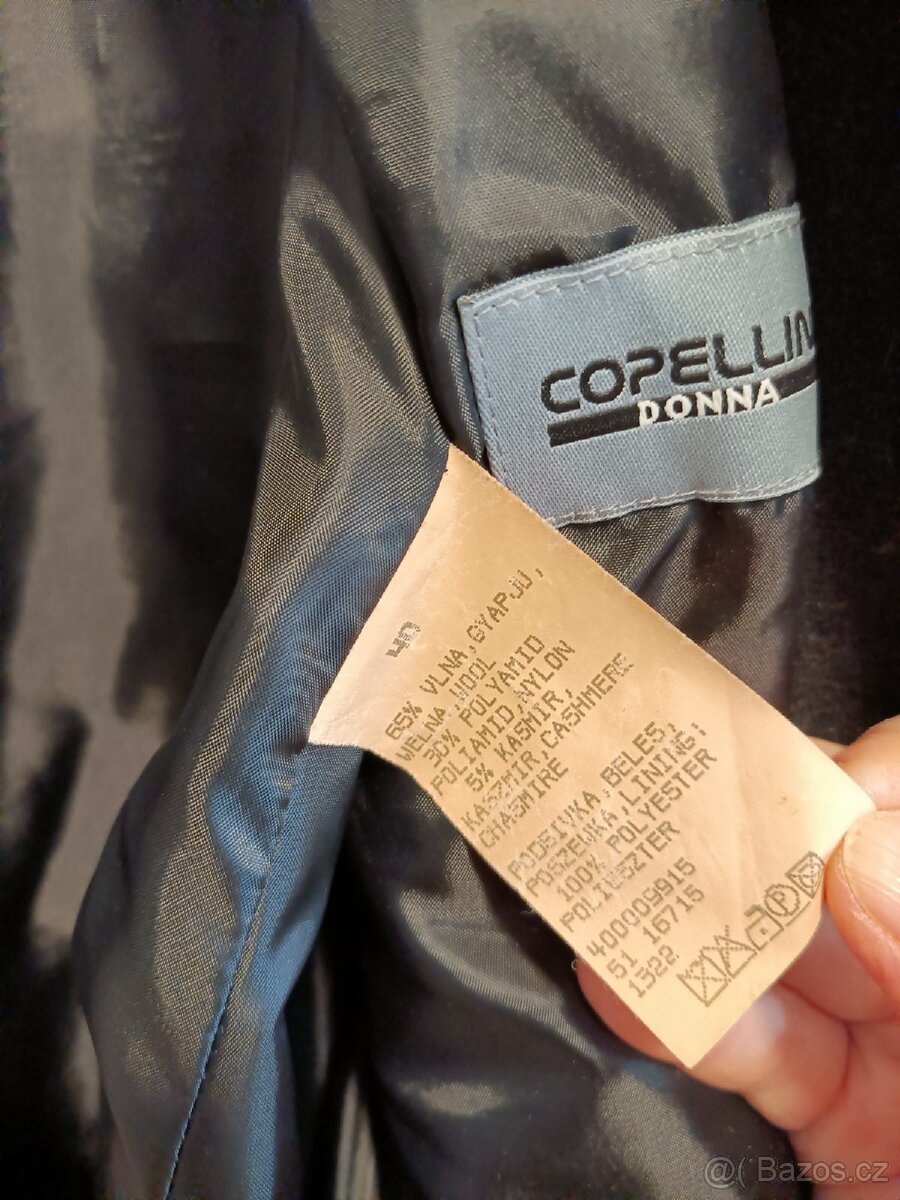 COPELLIN
DONNA
40
65% VLNA,GYAPJU,
WELNA,WOOL
30% POLYAMID
POLIAMID,NYLON
5% KASMIR,
KASZMIR CASHMERE
CHASMIRE
PODSIVKA,BELES,
POSZEWKA,LINING,
100% POLYESTER
POLIESZTER
400009915
51 16715
1322
@( Bazos.cz